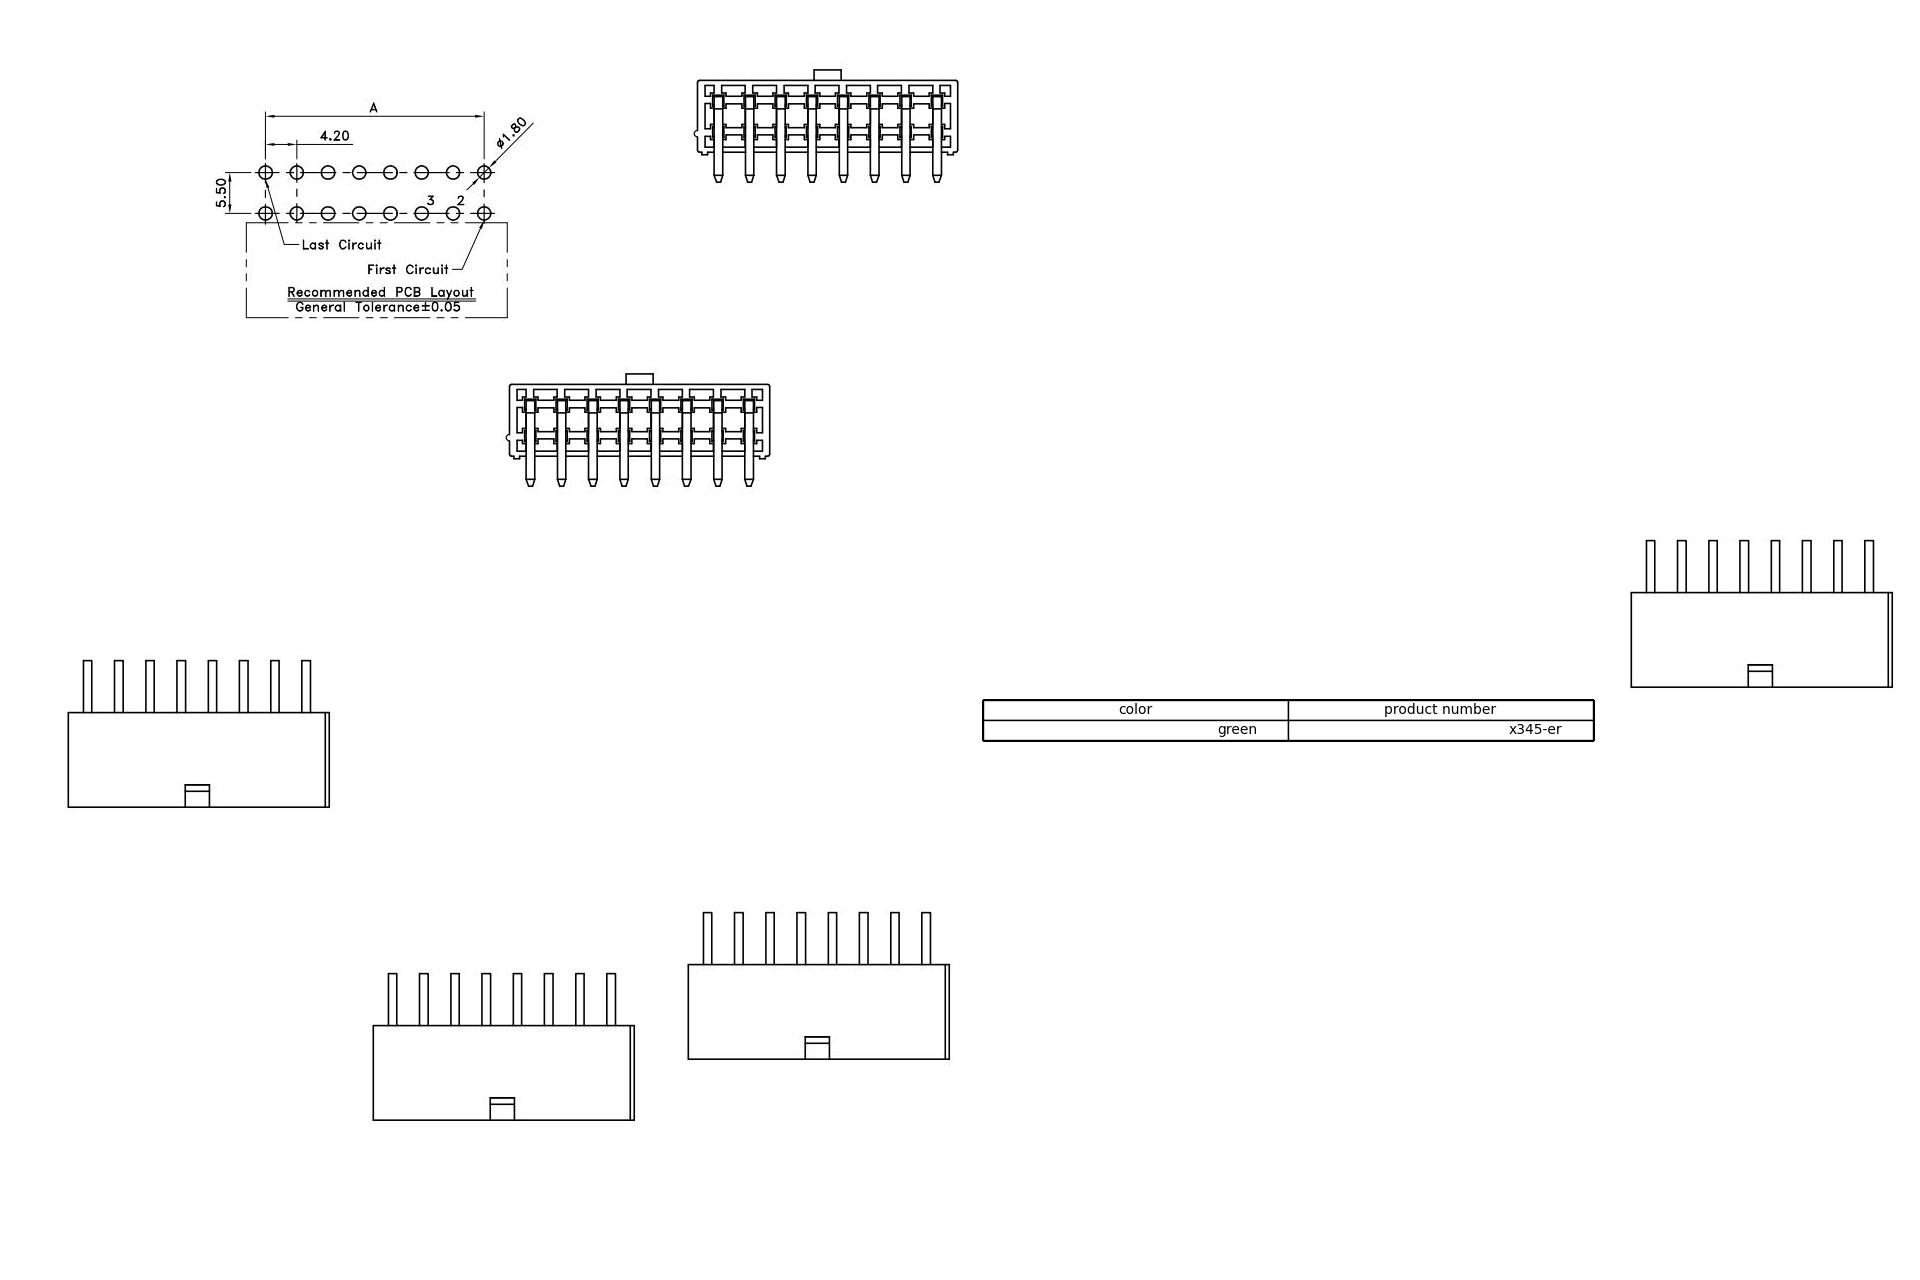 A
4.20
ø1.80
5.50
3 2
Last Circuit
First Circuit
Recommended PCB Layout
General Tolerance±0.05
color product number
green x345-er